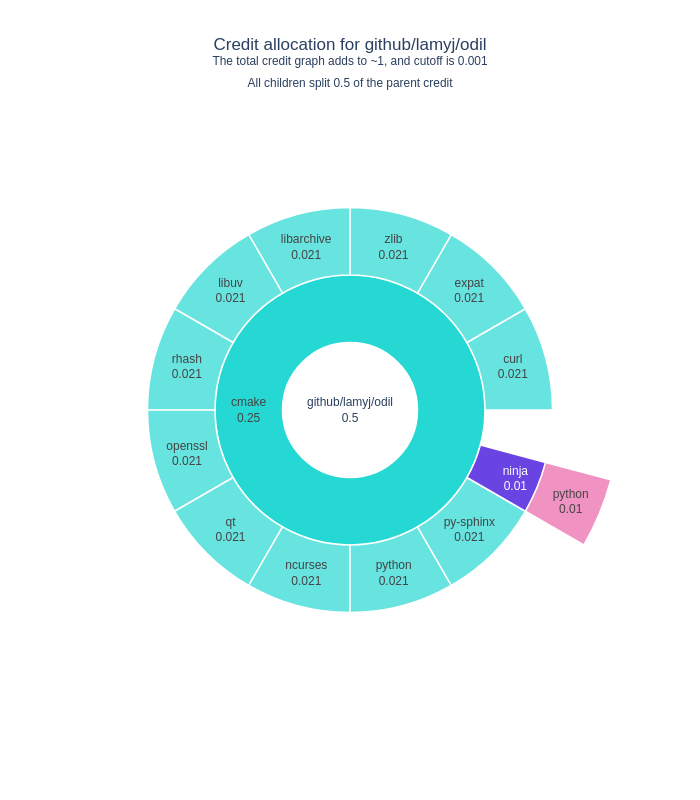 Credit allocation for github/lamyj/odil
The total credit graph adds to ~1, and cutoff is 0.001
All children split 0.5 of the parent credit
libarchive
0.021
zlib
0.021
libuv
0.021
expat
0.021
rhash
0.021
curl
0.021
cmake
0.25
github/lamyj/odil
0.5
openssl
0.021
ninja
0.01
python
0.01
qt
0.021
py-sphinx
0.021
ncurses
0.021
python
0.021